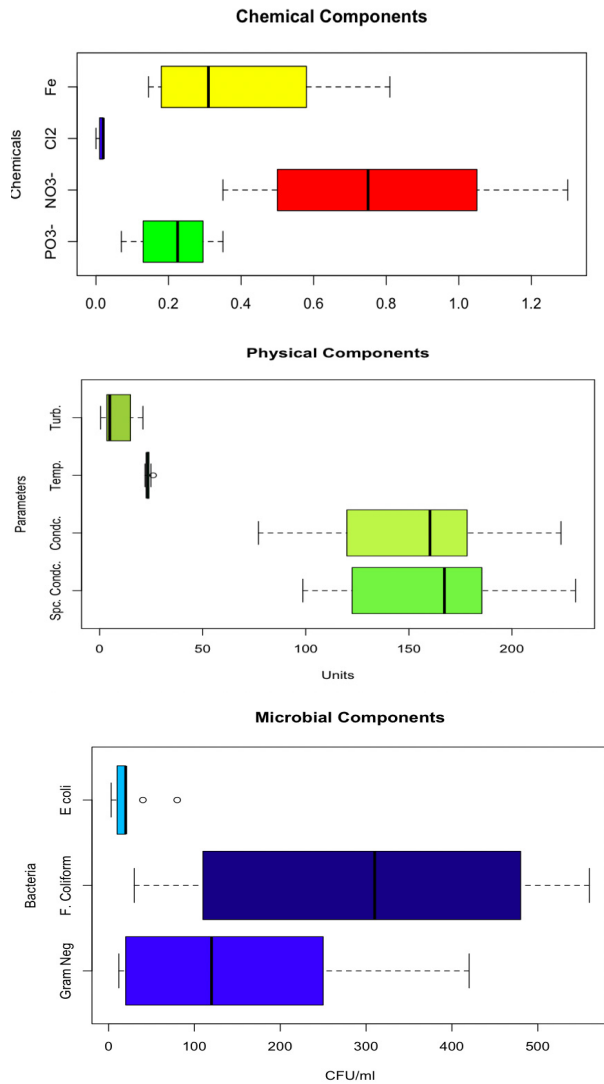 Chemical Components
Chemicals
Fe
Cl2
NO3-
PO3-
0.0 0.2 0.4 0.6 0.8 1.0 1.2
Physical Components
Parameters
Turb.
Temp.
Condc.
Spc. Condc.
0 50 100 150 200
Units
Microbial Components
Bacteria
E coli
F. Coliform
Gram Neg
0 100 200 300 400 500
CFU/ml